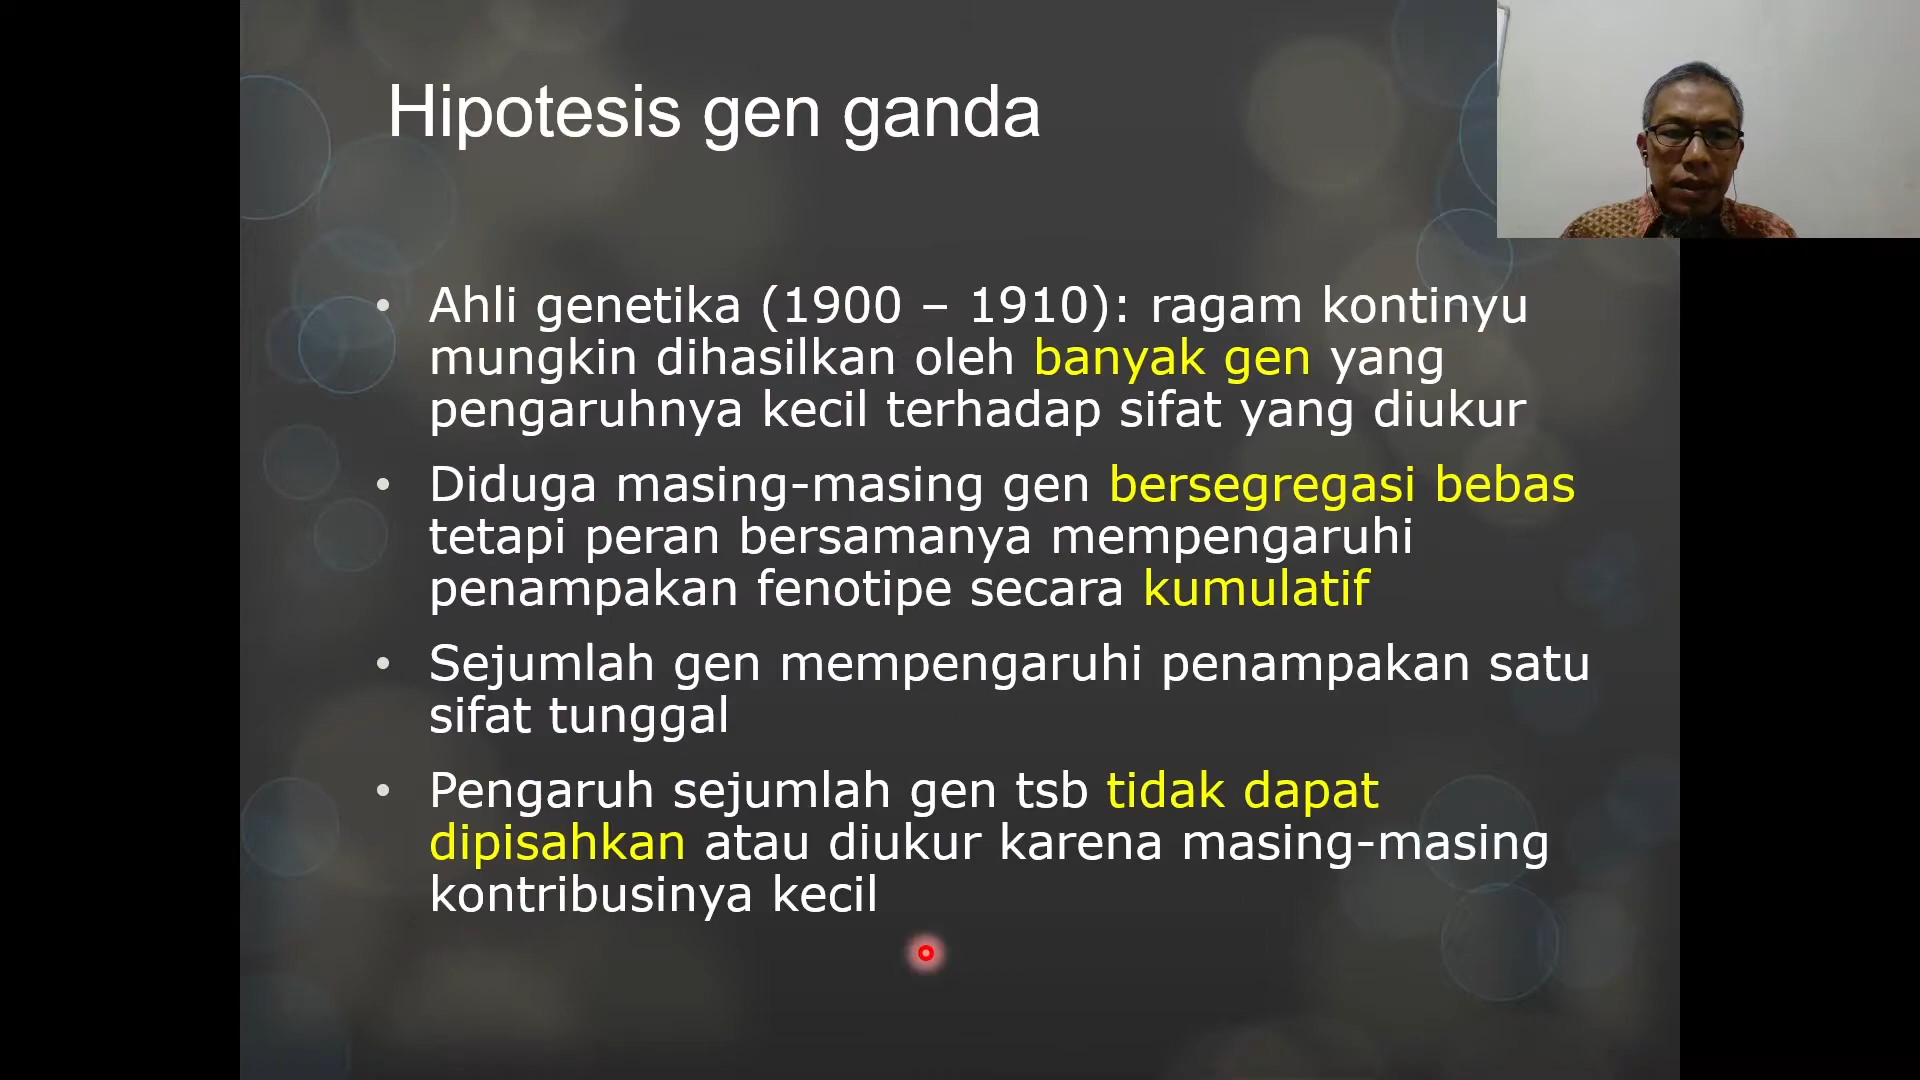 Hipotesis gen ganda
• Ahli genetika (1900 – 1910): ragam kontinyu
mungkin dihasilkan oleh banyak gen yang
pengaruhnya kecil terhadap sifat yang diukur
• Diduga masing-masing gen bersegregasi bebas
tetapi peran bersamanya mempengaruhi
penampakan fenotipe secara kumulatif
• Sejumlah gen mempengaruhi penampakan satu
sifat tunggal
• Pengaruh sejumlah gen tsb tidak dapat
dipisahkan atau diukur karena masing-masing
kontribusinya kecil